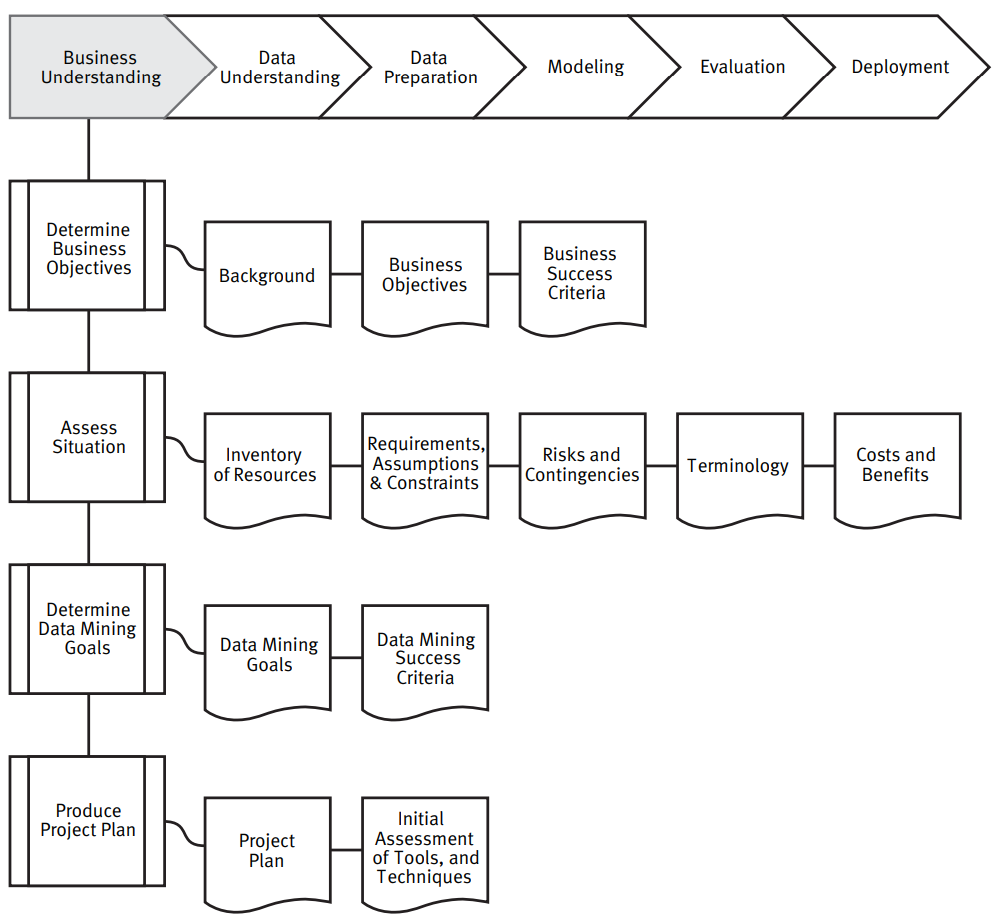 Business
Understanding
Data
Understanding
Data
Preparation
Modeling
Evaluation
Deployment
Determine
Business
Objectives
Background
Business
Objectives
Business
Success
Criteria
Assess
Situation
Inventory
of Resources
Requirements,
Assumptions
& Constraints
Risks and
Contingencies
Terminology
Costs and
Benefits
Determine
Data Mining
Goals
Data Mining
Goals
Data Mining
Success
Criteria
Produce
Project Plan
Project
Plan
Initial
Assessment
of Tools, and
Techniques